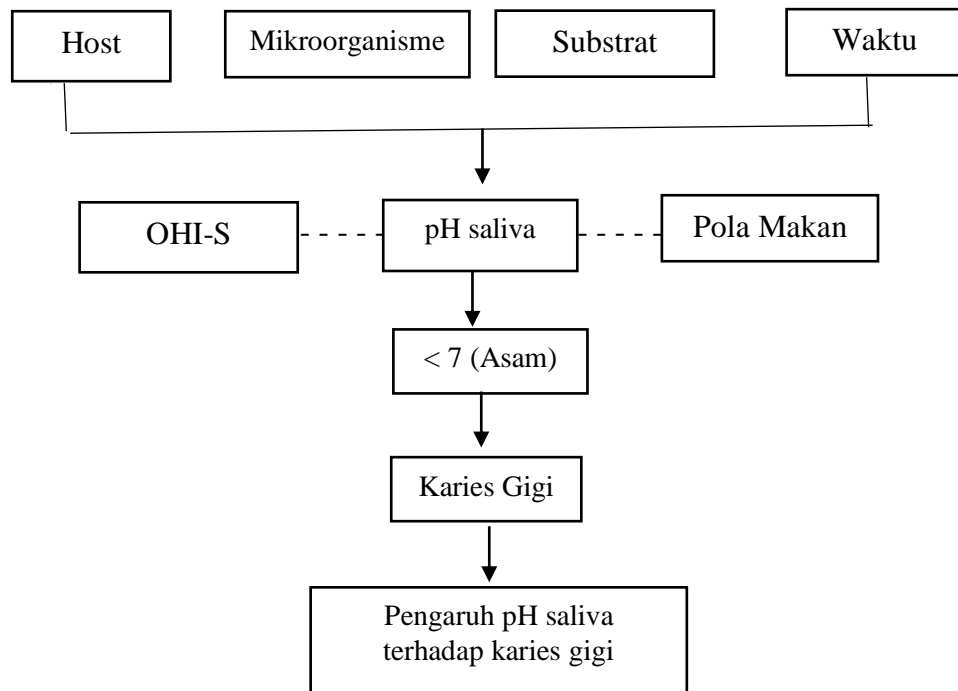 Host
Mikroorganisme
Substrat
Waktu
OHI-S
pH saliva
Pola Makan
< 7 (Asam)
Karies Gigi
Pengaruh pH saliva
terhadap karies gigi